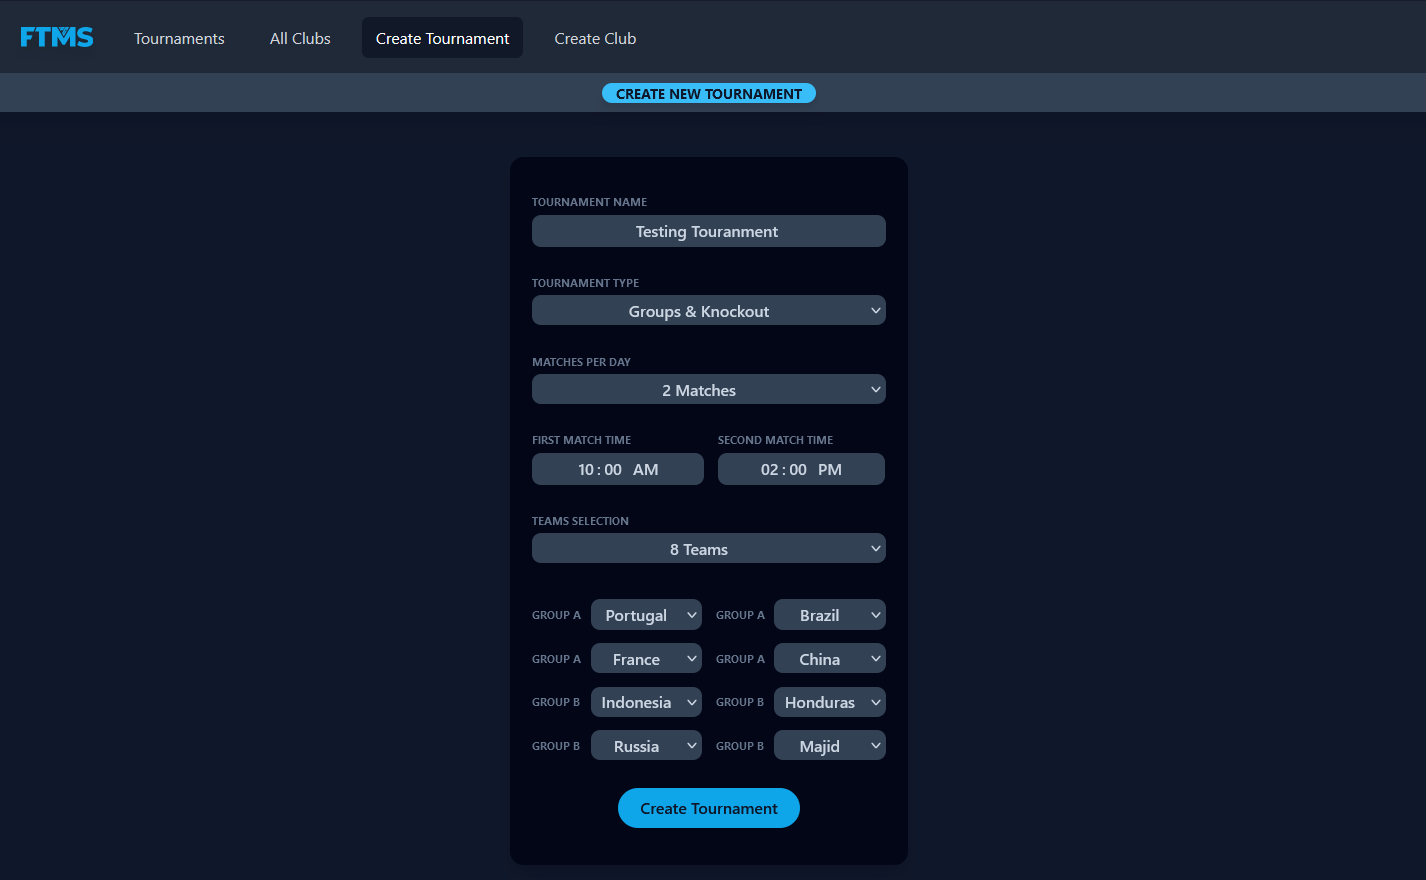 FTMS Tournaments All Clubs Create Tournament Create Club
CREATE NEW TOURNAMENT
TOURNAMENT NAME
Testing Touranment
TOURNAMENT TYPE
Groups & Knockout
MATCHES PER DAY
2 Matches
FIRST MATCH TIME SECOND MATCH TIME
10 : 00 AM 02 : 00 PM
TEAMS SELECTION
8 Teams
GROUP A Portugal GROUP A Brazil
GROUP A France GROUP A China
GROUP B Indonesia GROUP B Honduras
GROUP B Russia GROUP B Majid
Create Tournament